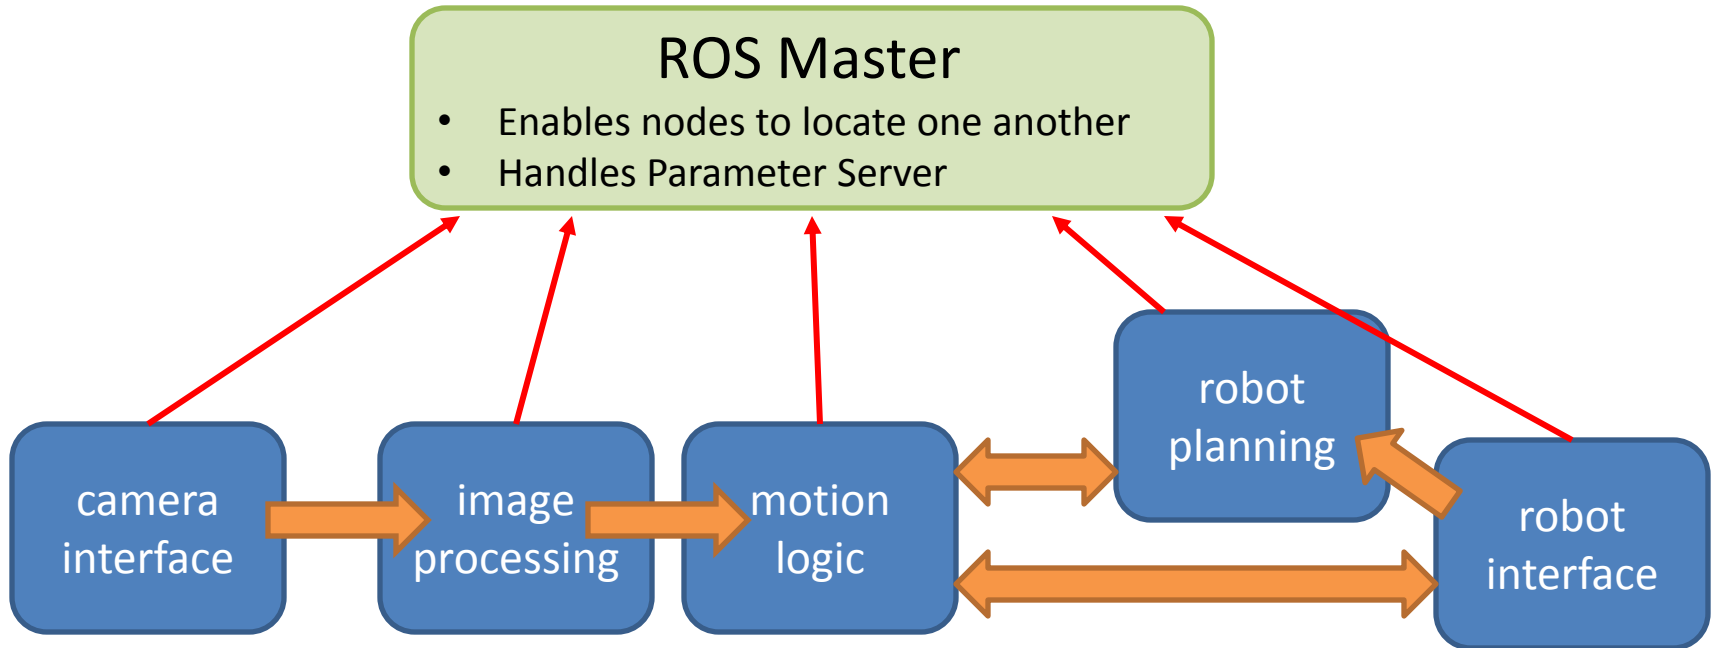 ROS Master
• Enables nodes to locate one another
• Handles Parameter Server
robot
planning
camera
interface
image
processing
motion
logic
robot
interface